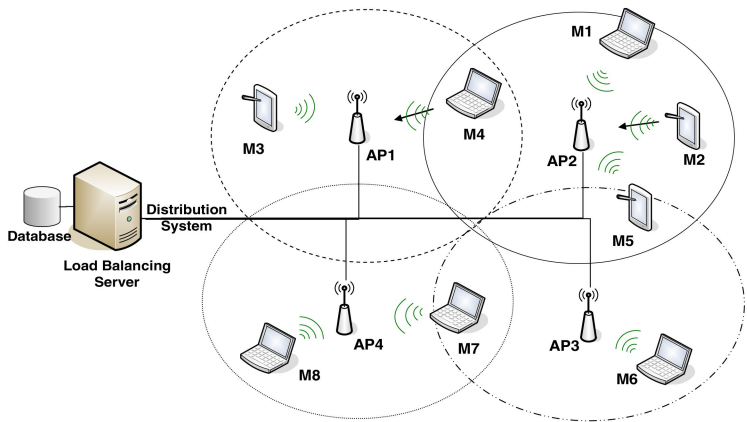 M1
M3
AP1
M4
AP2
M2
Distribution
System
Database
Load Balancing
Server
M5
M8
AP4
M7
AP3
M6